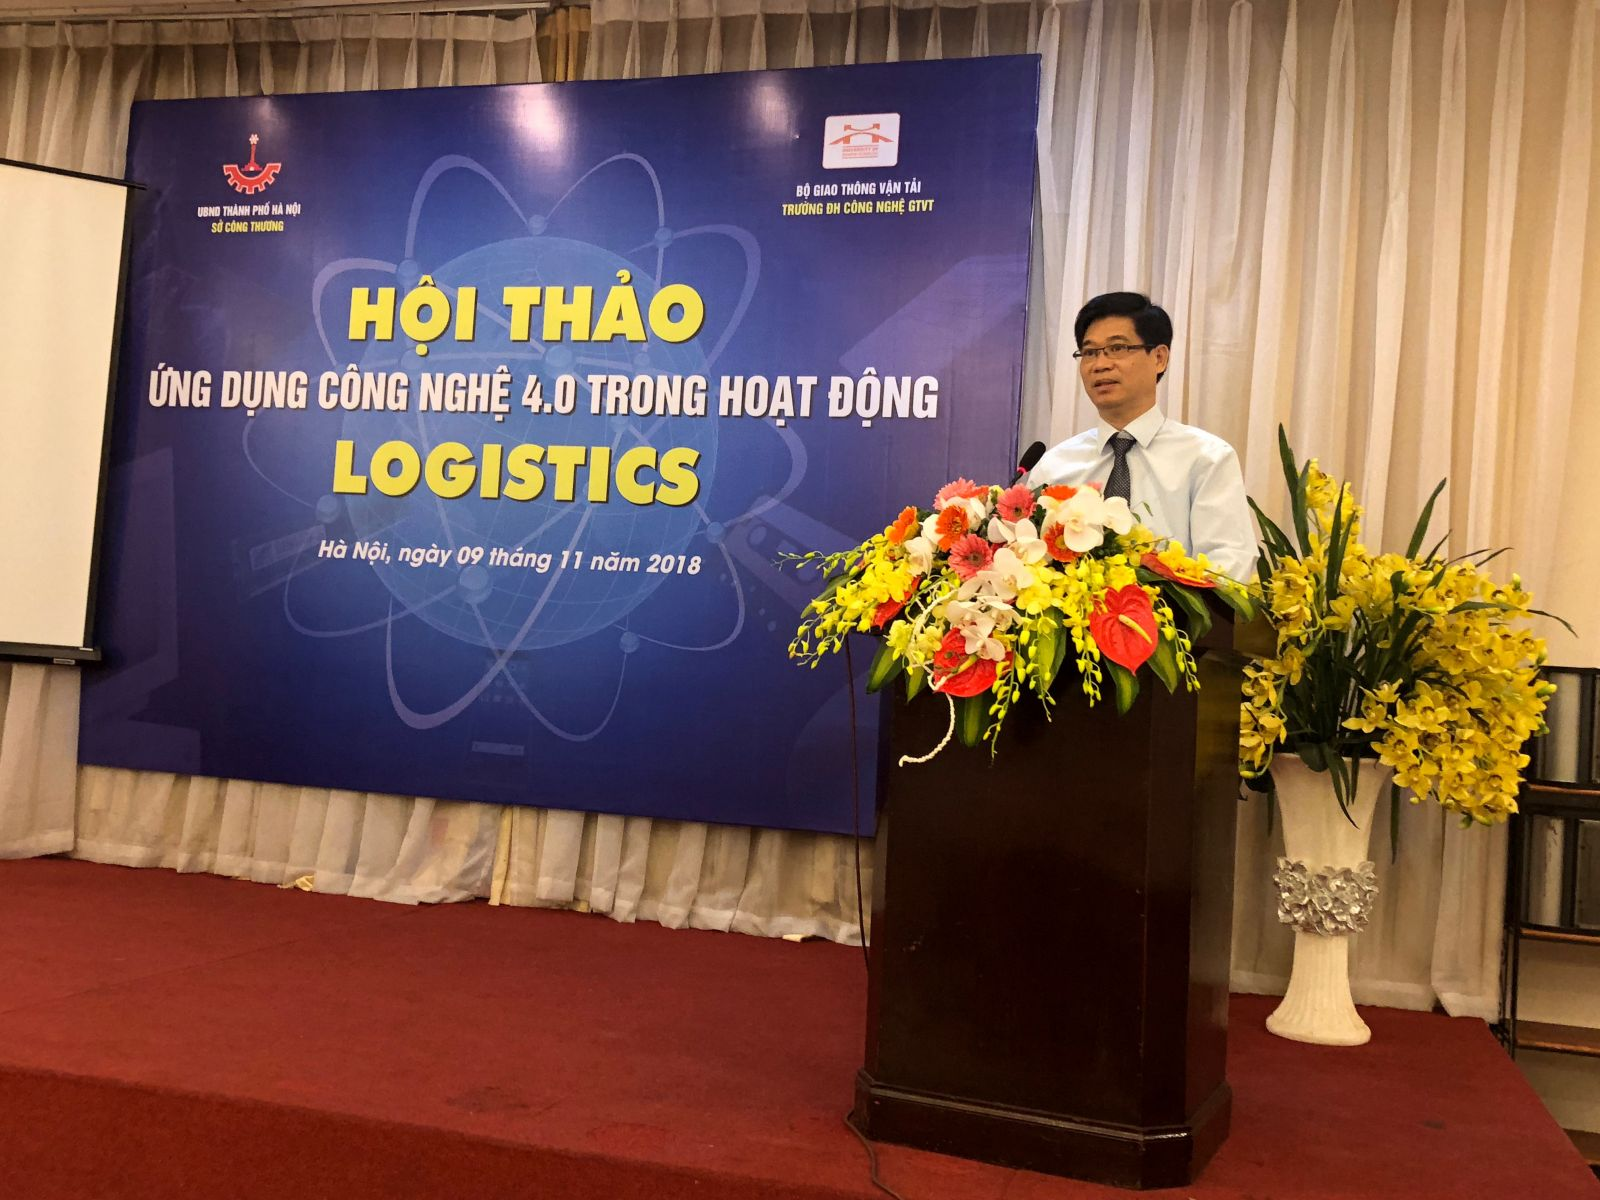 UBND THÀNH PHỐ HÀ NỘI
SỞ CÔNG THƯƠNG
UNIVERSITY OF
BỘ GIAO THÔNG VẬN TẢI
TRƯỜNG ĐH CÔNG NGHỆ GTVT
HỘI THẢO
ỨNG DỤNG CÔNG NGHỆ 4.0 TRONG HOẠT ĐỘNG
LOGISTICS
Hà Nội, ngày 09 tháng 11 năm 2018